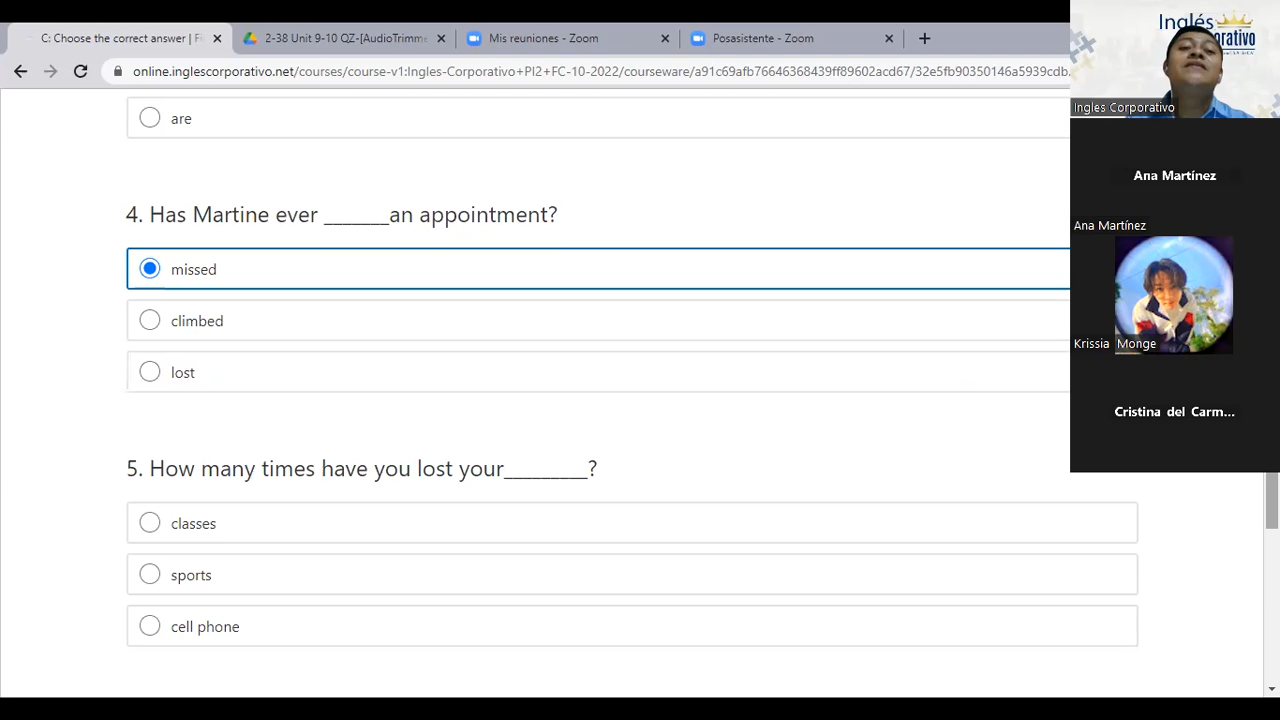 C: Choose the correct answer | Fi
2-38 Unit 9-10 QZ-[AudioTrimme
Mis reuniones - Zoom
Posasistente - Zoom
online.inglescorporativo.net/courses/course-v1:Ingles-Corporativo+PI2+FC-10-2022/courseware/a91c69afb76646368439ff89602acd67/32e5fb90350146a5939cdb
Inglés
orativo
Ingles Corporativo
are
Ana Martínez
4. Has Martine ever ______an appointment?
Ana Martínez
missed
climbed
Krissia Monge
lost
Cristina del Carm...
5. How many times have you lost your________?
classes
sports
cell phone